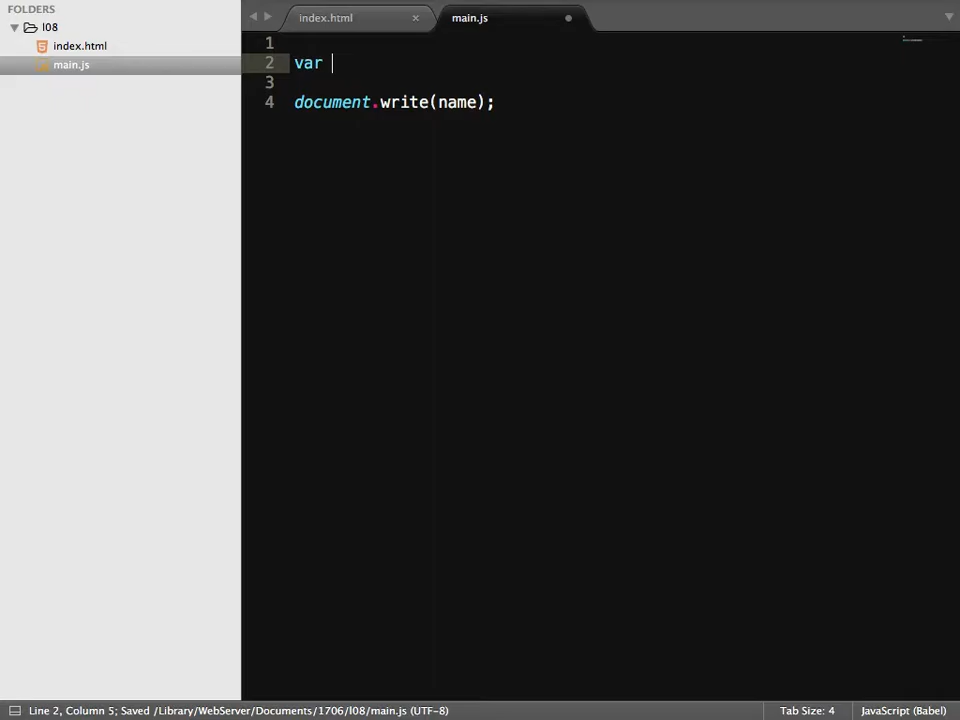 FOLDERS
l08
index.html
main.js
index.html ×
main.js
1
2 var
3
4 document.write(name);
Line 2, Column 5; Saved /Library/WebServer/Documents/1706/l08/main.js (UTF-8)
Tab Size: 4
JavaScript (Babel)